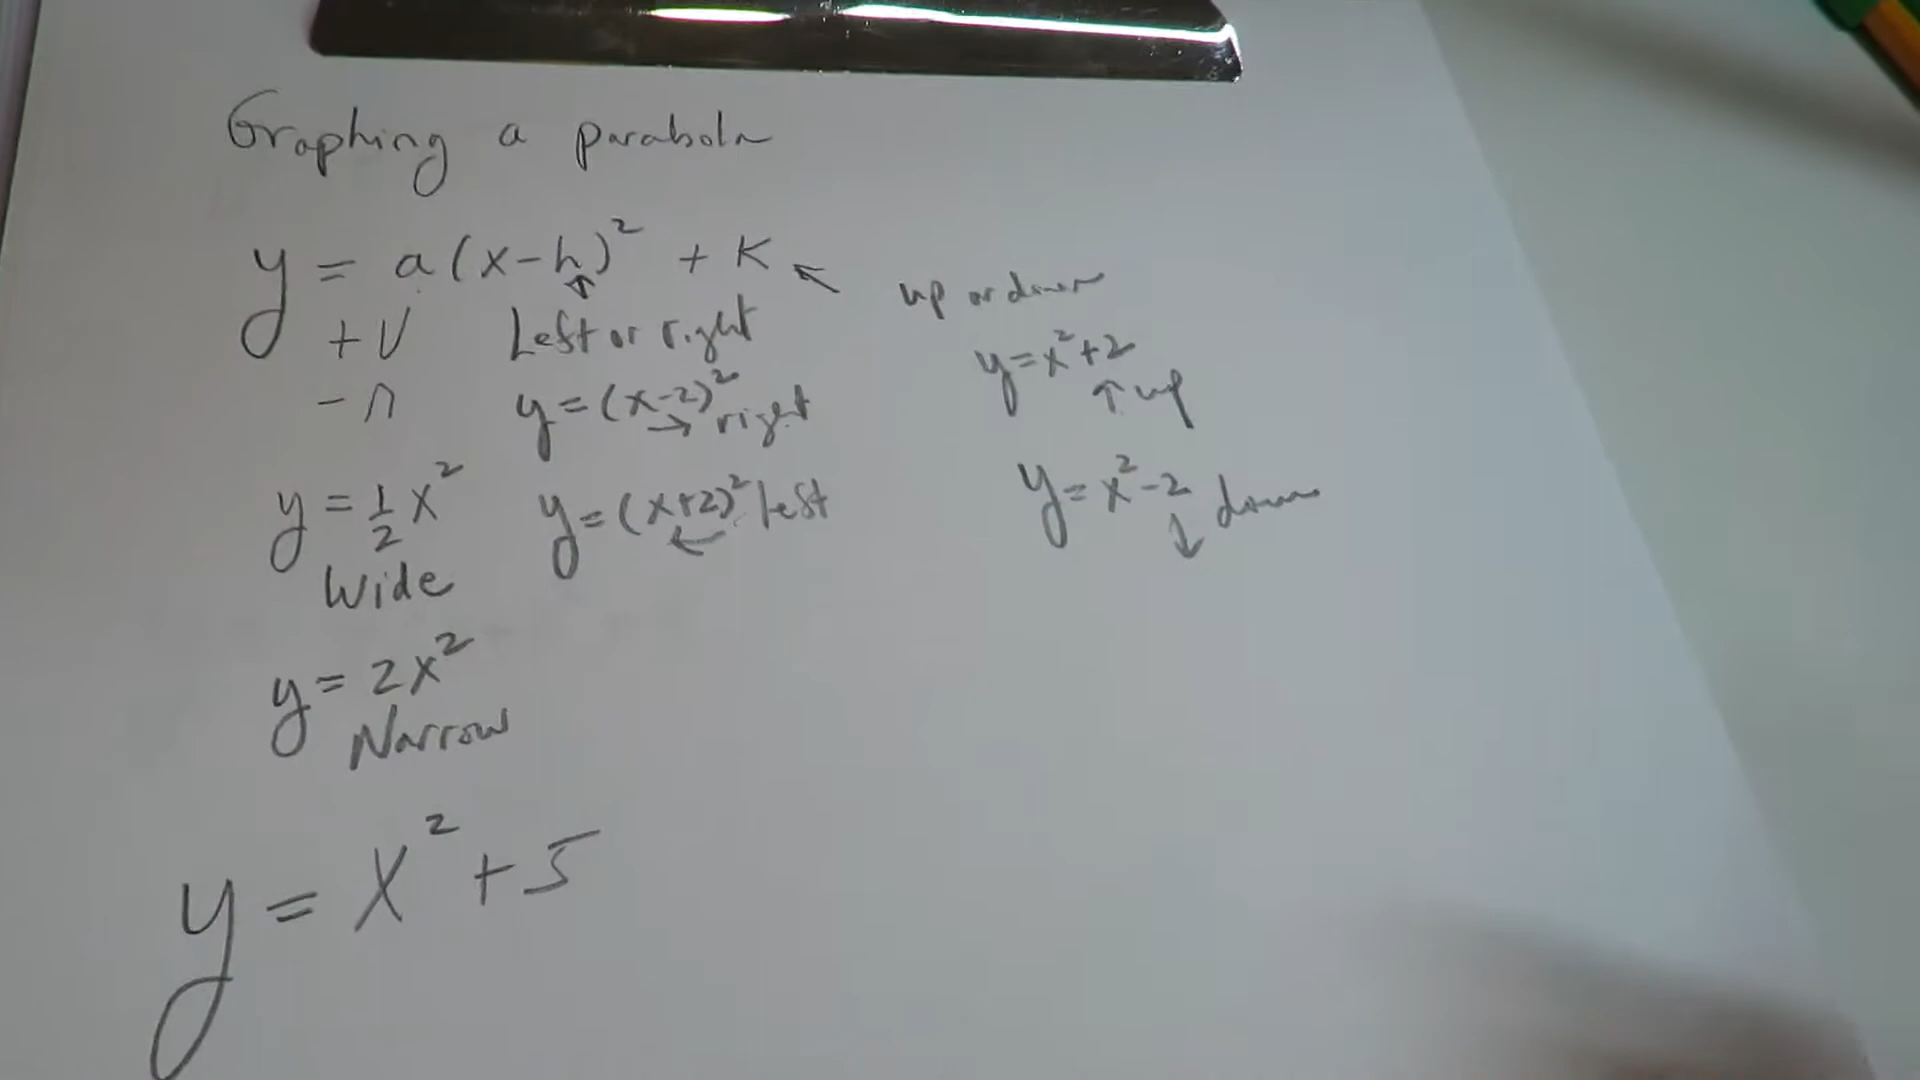 Graphing a parabola
y = a(x-h)² + K
↑ ↖ up or down
+ ∪ Left or right
- ∩ y=(x-2)² → right
y=x²+2 ↑ up
y = ½x² Wide
y=(x+2)² ← left
y=x²-2 ↓ down
y = 2x²
Narrow
y = x² + 5